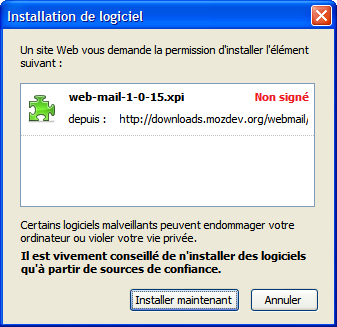 Installation de logiciel
Un site Web vous demande la permission d'installer l'élément
suivant :
web-mail-1-0-15.xpi Non signé
depuis : http://downloads.mozdev.org/webmail/
Certains logiciels malveillants peuvent endommager votre
ordinateur ou violer votre vie privée.
Il est vivement conseillé de n'installer des logiciels
qu'à partir de sources de confiance.
Installer maintenant Annuler